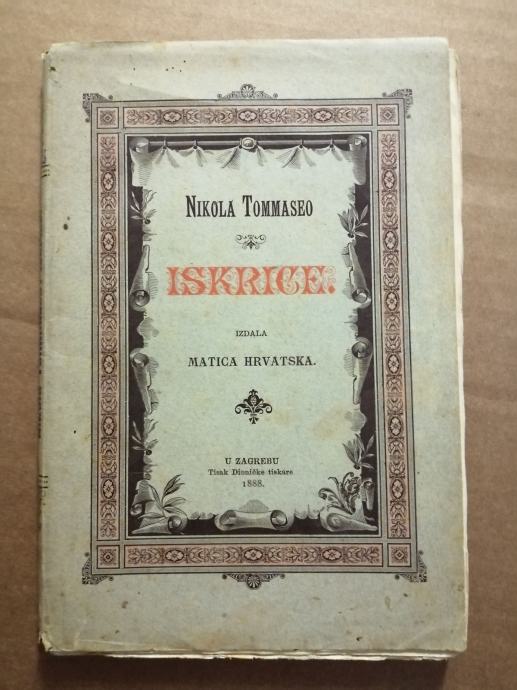 NIKOLA TOMMASEO
ISKRICE.
IZDALA
MATICA HRVATSKA.
U ZAGREBU
Tisak Dioničke tiskare
1888.